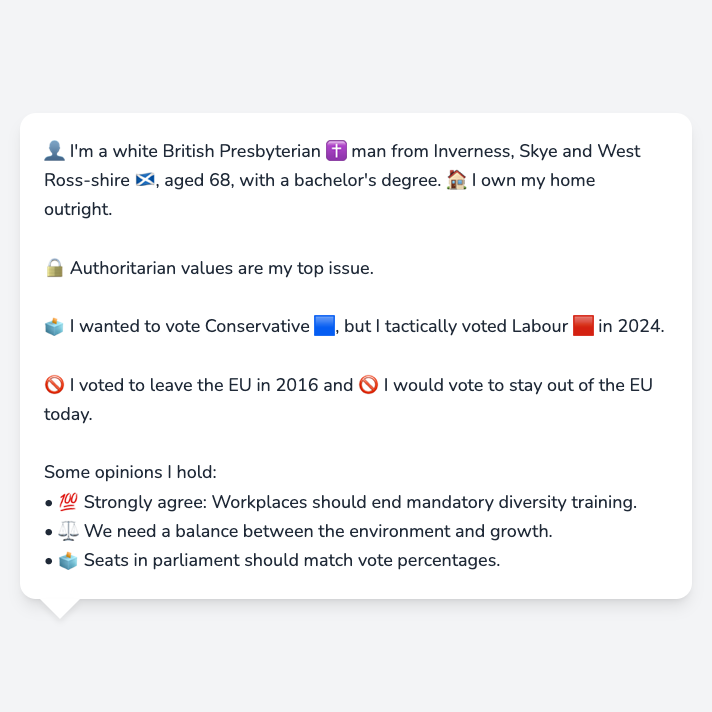 👤 I'm a white British Presbyterian ✝️ man from Inverness, Skye and West
Ross-shire 🏴󠁧󠁢󠁳󠁣󠁴󠁿, aged 68, with a bachelor's degree. 🏠 I own my home
outright.
🔒 Authoritarian values are my top issue.
🗳️ I wanted to vote Conservative 🟦, but I tactically voted Labour 🟥 in 2024.
🚫 I voted to leave the EU in 2016 and 🚫 I would vote to stay out of the EU
today.
Some opinions I hold:
• 💯 Strongly agree: Workplaces should end mandatory diversity training.
• ⚖️ We need a balance between the environment and growth.
• 🗳️ Seats in parliament should match vote percentages.